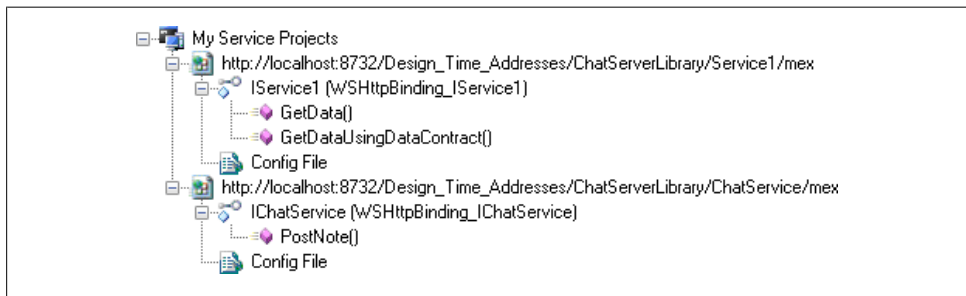 My Service Projects
http://localhost:8732/Design_Time_Addresses/ChatServerLibrary/Service1/mex
IService1 (WSHttpBinding_IService1)
GetData()
GetDataUsingDataContract()
Config File
http://localhost:8732/Design_Time_Addresses/ChatServerLibrary/ChatService/mex
IChatService (WSHttpBinding_IChatService)
PostNote()
Config File